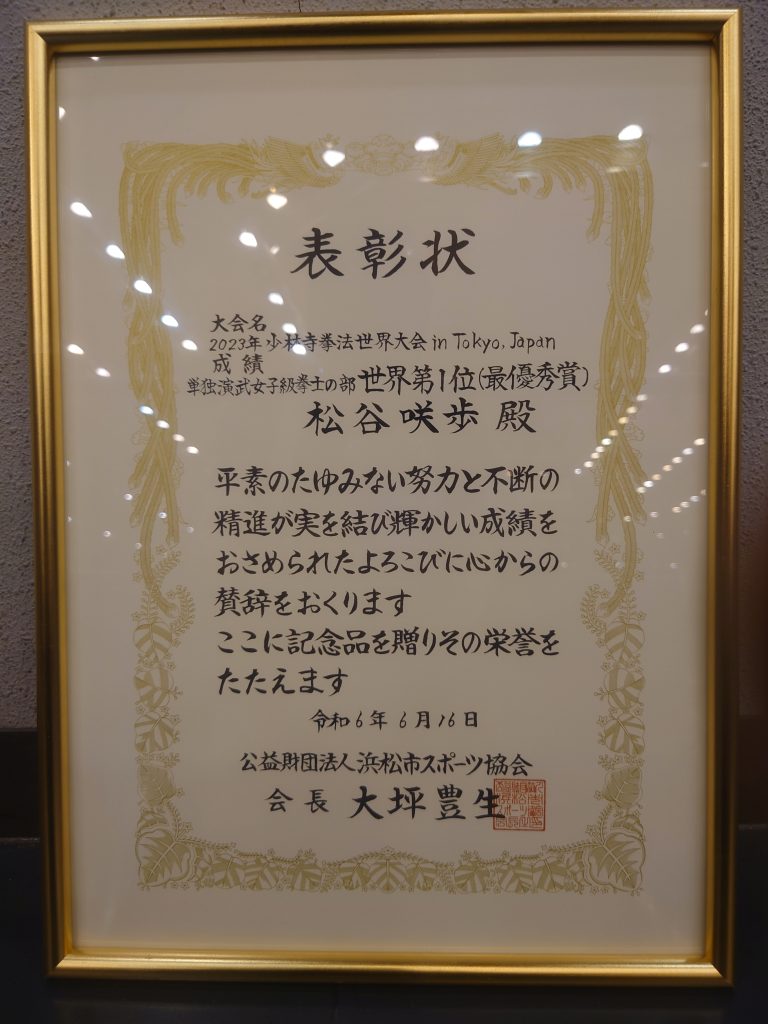 表彰状
大会名
2023年少林寺拳法世界大会 in Tokyo, Japan
成績
単独演武女子級拳士の部 世界第1位(最優秀賞)
松谷咲歩 殿
平素のたゆみない努力と不断の
精進が実を結び輝かしい成績を
おさめられたよろこびに心からの
賛辞をおくります
ここに記念品を贈りその栄誉を
たたえます
令和6年6月16日
公益財団法人浜松市スポーツ協会
会長 大坪豊生